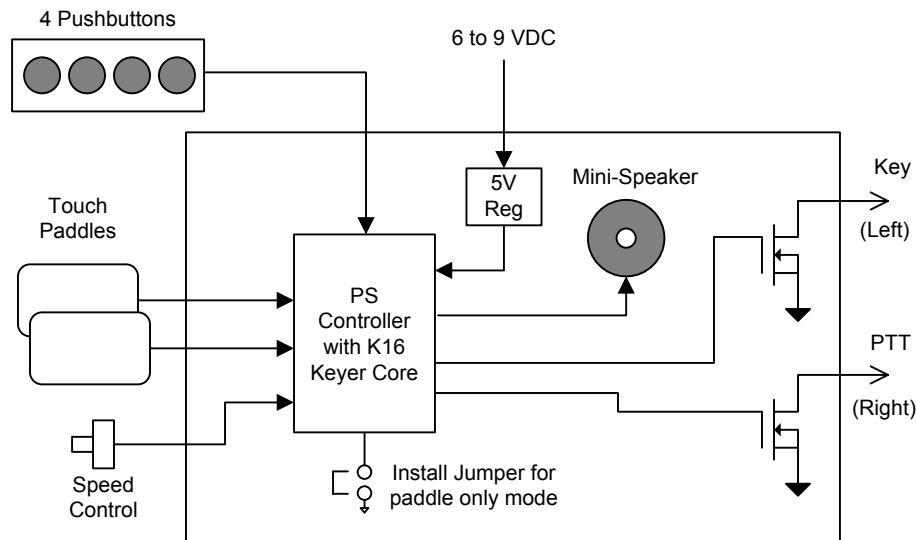 4 Pushbuttons
6 to 9 VDC
Key
(Left)
5V
Reg
Mini-Speaker
Touch
Paddles
PS
Controller
with K16
Keyer Core
PTT
(Right)
Speed
Control
Install Jumper for
paddle only mode